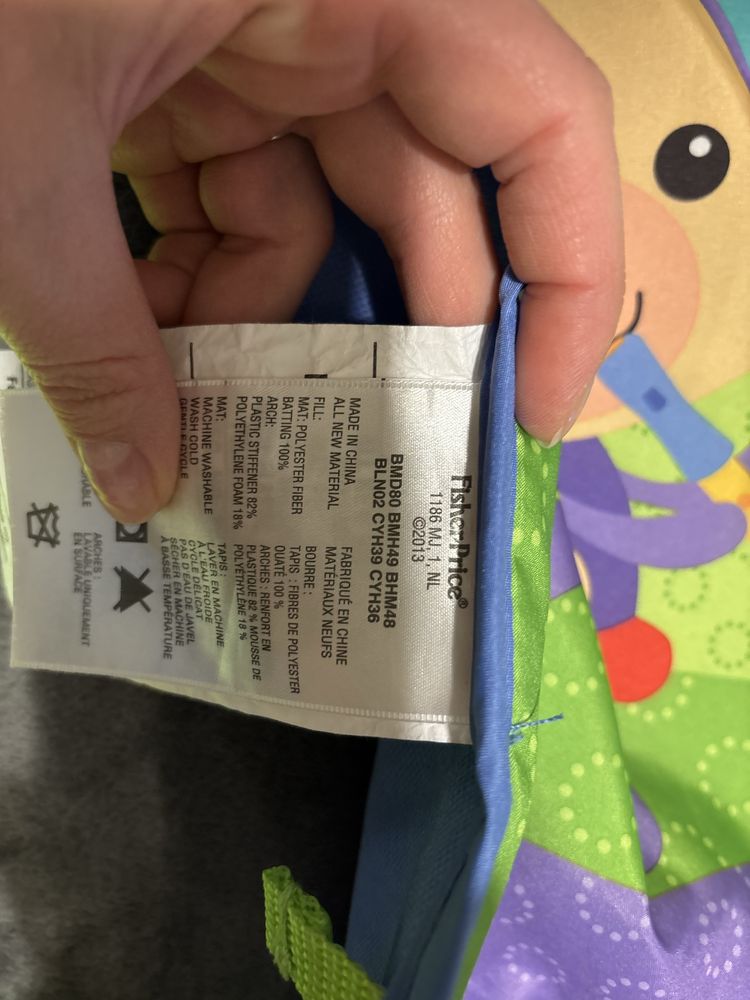 Fisher-Price®
1186 MJ_1, NL
©2013
BMD80 BMH49 BHM48
BLN02 CYH39 CYH36
MADE IN CHINA
ALL NEW MATERIAL
FILL:
MAT: POLYESTER FIBER
BATTING 100%
ARCH:
PLASTIC STIFFENER 82%
POLYETHYLENE FOAM 18%
MAT:
MACHINE WASHABLE
WASH COLD
GENTLE CYCLE
FABRIQUÉ EN CHINE
MATÉRIAUX NEUFS
BOURRE :
TAPIS : FIBRES DE POLYESTER
OUATE 100 %
ARCHES : RENFORT EN
PLASTIQUE 82 % MOUSSE DE
POLYÉTHYLÈNE 18 %
TAPIS :
LAVER EN MACHINE
À L'EAU FROIDE
CYCLE DÉLICAT
PAS D'EAU DE JAVEL
SÉCHER EN MACHINE
À BASSE TEMPÉRATURE
ARCHES :
LAVABLE UNIQUEMENT
EN SURFACE